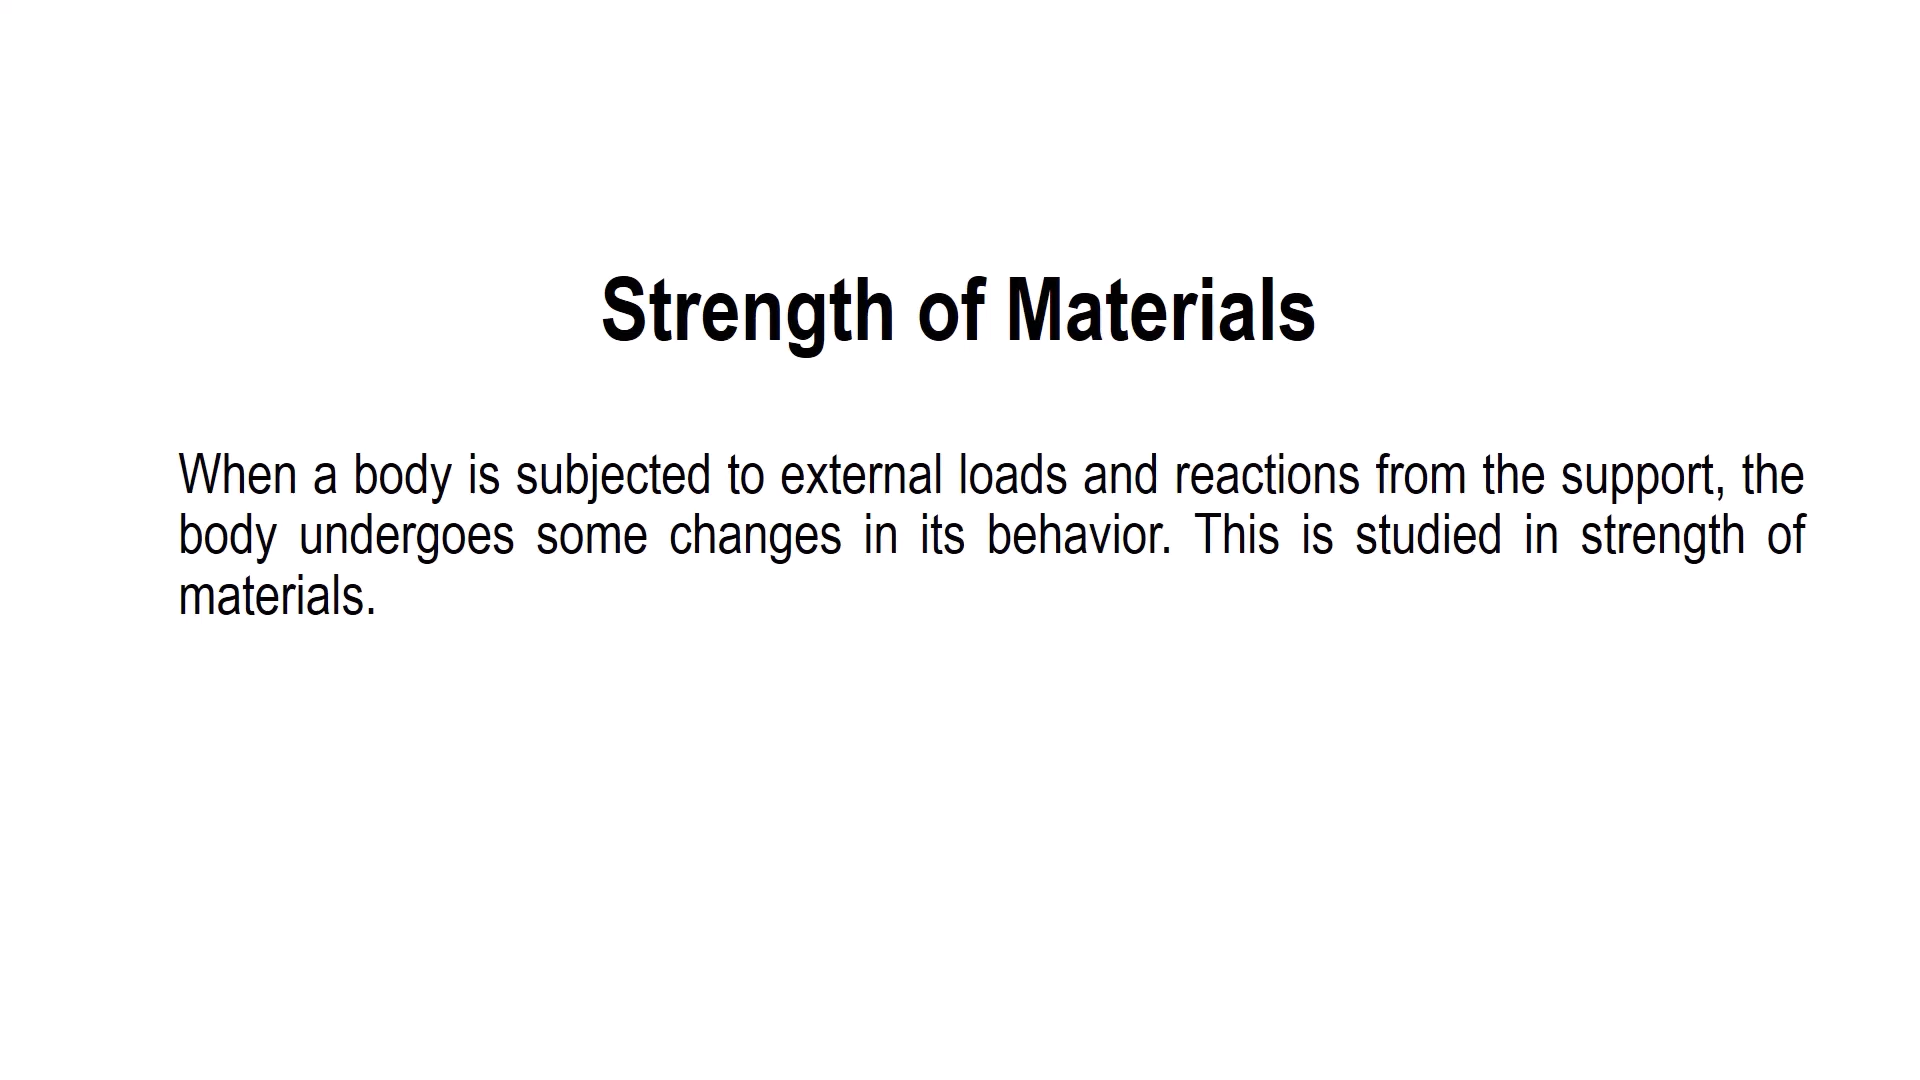 Strength of Materials
When a body is subjected to external loads and reactions from the support, the
body undergoes some changes in its behavior. This is studied in strength of
materials.